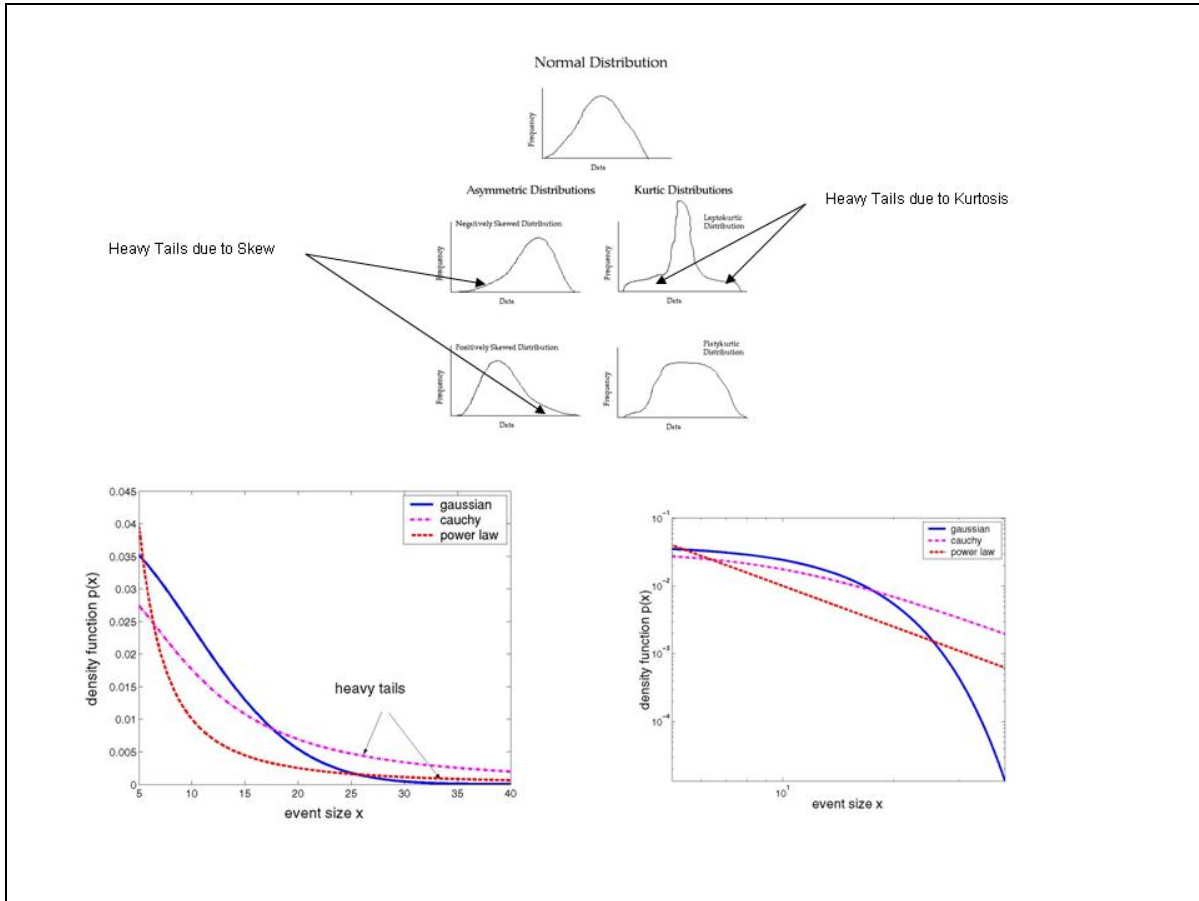 Normal Distribution
Frequency
Data
Asymmetric Distributions
Kurtic Distributions
Heavy Tails due to Kurtosis
Heavy Tails due to Skew
Negatively Skewed Distribution
Frequency
Data
Leptokurtic
Distribution
Frequency
Data
Positively Skewed Distribution
Frequency
Data
Platykurtic
Distribution
Frequency
Data
0.045
0.04
0.035
0.03
0.025
0.02
0.015
0.01
0.005
0
density function p(x)
gaussian
cauchy
power law
heavy tails
5
10
15
20
25
30
35
40
event size x
10⁻¹
10⁻²
10⁻³
10⁻⁴
density function p(x)
gaussian
cauchy
power law
10¹
event size x